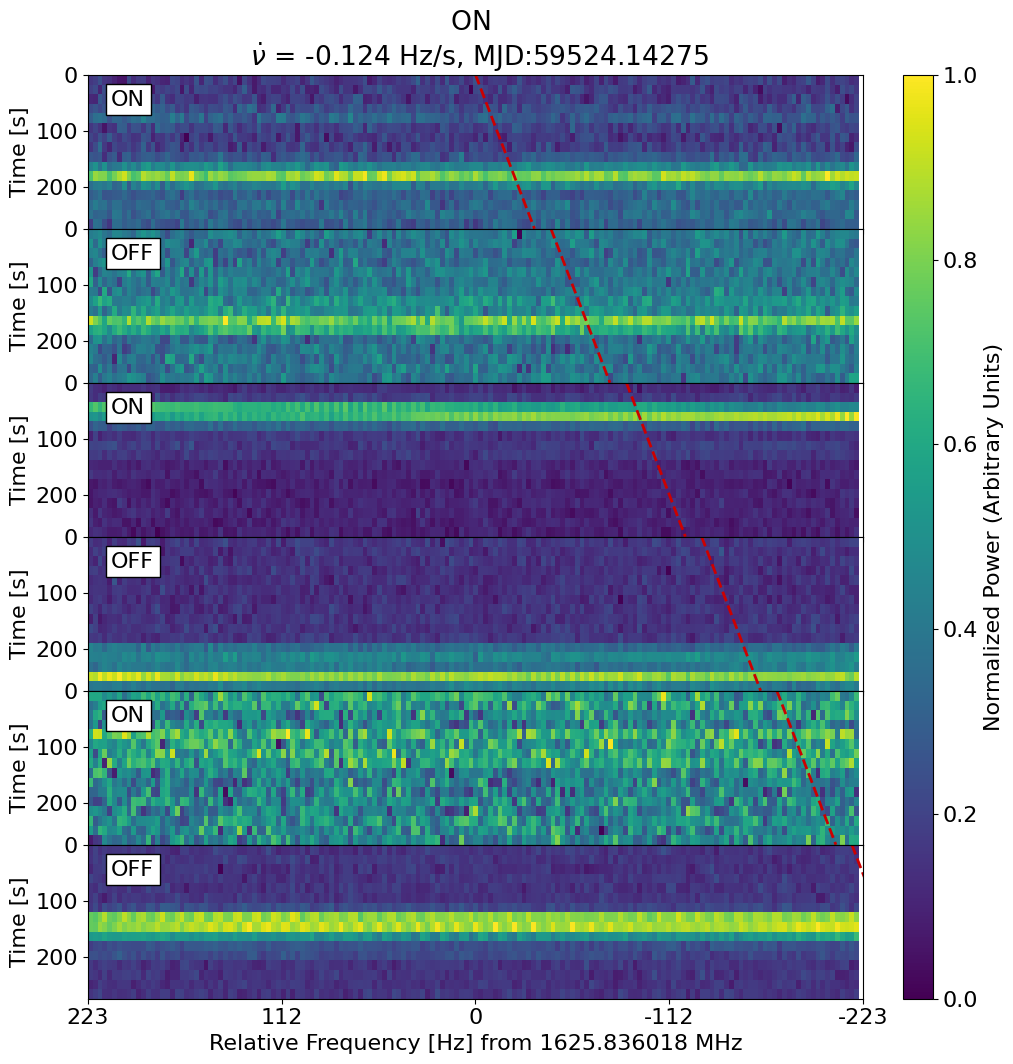 ON
ν̇ = -0.124 Hz/s, MJD:59524.14275
0
ON
100
Time [s]
200
0
OFF
100
Time [s]
200
0
ON
100
Time [s]
200
0
OFF
100
Time [s]
200
0
ON
100
Time [s]
200
0
OFF
100
Time [s]
200
223 112 0 -112 -223
Relative Frequency [Hz] from 1625.836018 MHz
1.0
0.8
0.6
0.4
0.2
0.0
Normalized Power (Arbitrary Units)